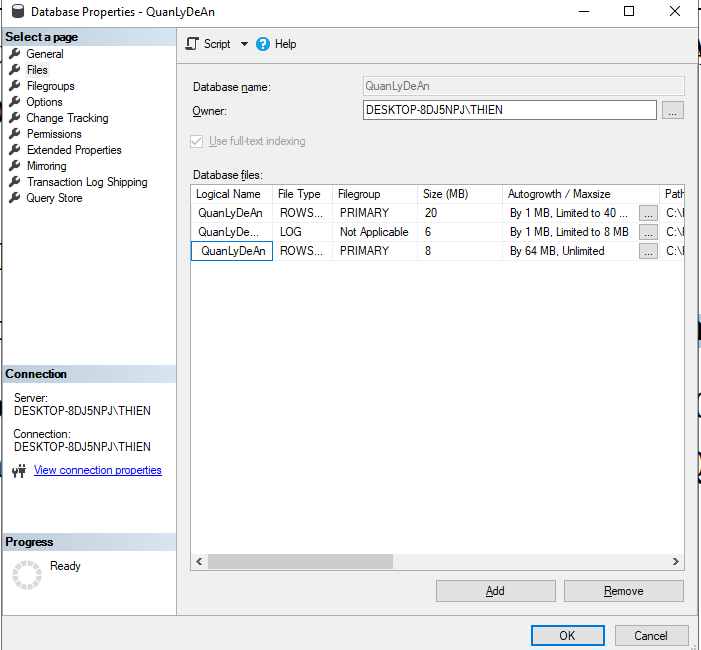 Database Properties - QuanLyDeAn
Select a page
General
Files
Filegroups
Options
Change Tracking
Permissions
Extended Properties
Mirroring
Transaction Log Shipping
Query Store
Connection
Server:
DESKTOP-8DJ5NPJ\THIEN
Connection:
DESKTOP-8DJ5NPJ\THIEN
View connection properties
Progress
Ready
Script Help
Database name: QuanLyDeAn
Owner: DESKTOP-8DJ5NPJ\THIEN ...
Use full-text indexing
Database files:
Logical Name File Type Filegroup Size (MB) Autogrowth / Maxsize Path
QuanLyDeAn ROWS... PRIMARY 20 By 1 MB, Limited to 40 ... ... C:\
QuanLyDe... LOG Not Applicable 6 By 1 MB, Limited to 8 MB ... C:\
QuanLyDeAn ROWS... PRIMARY 8 By 64 MB, Unlimited ... C:\
Add Remove
OK Cancel